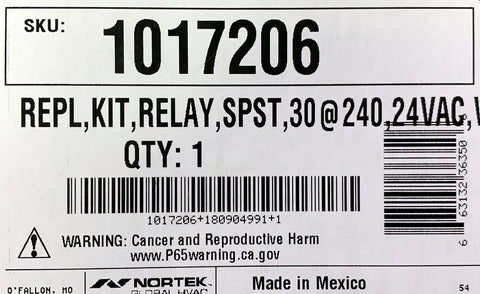 SKU: 1017206
REPL,KIT,RELAY,SPST,30@240,24VAC,
QTY: 1
1017206+180904991+1
6 63132 36350
WARNING: Cancer and Reproductive Harm
www.P65warning.ca.gov
O'FALLON, MO
NORTEK
GLOBAL HVAC
Made in Mexico
54